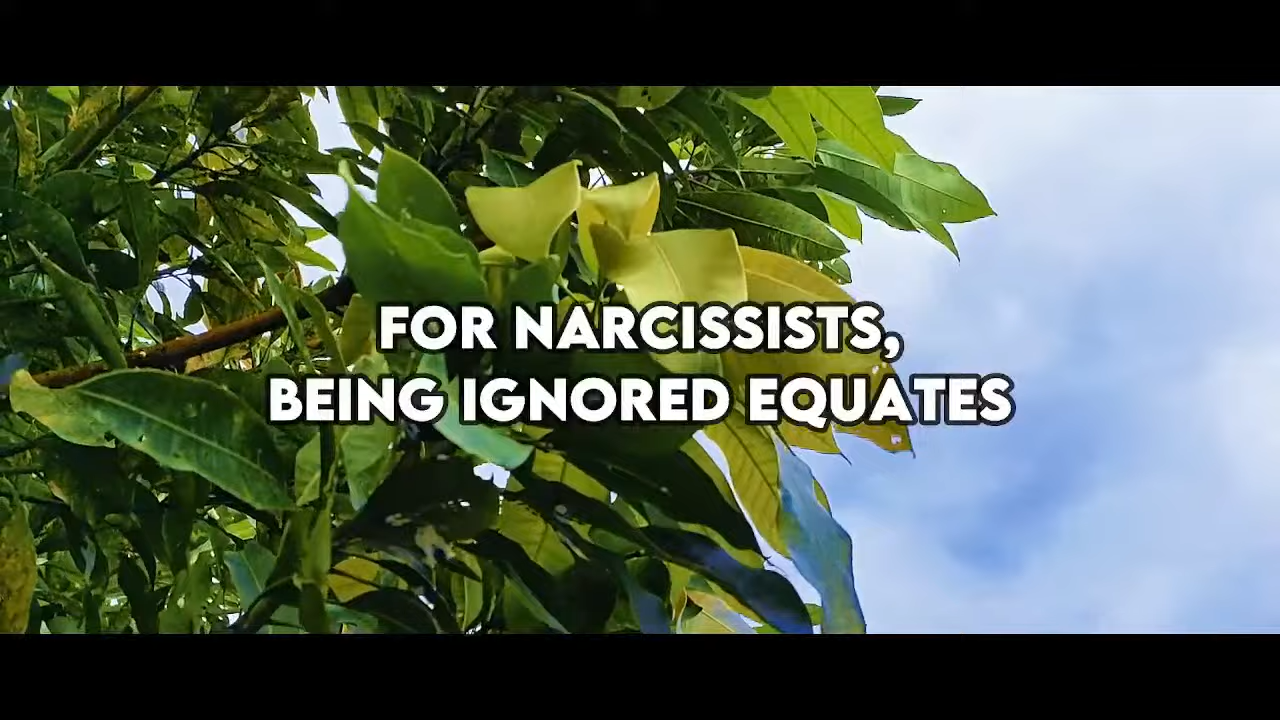 FOR NARCISSISTS,
BEING IGNORED EQUATES